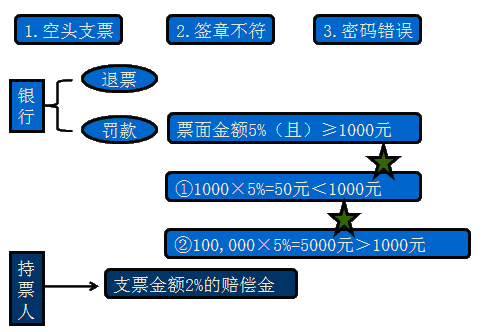 1.空头支票
2.签章不符
3.密码错误
银行
退票
罚款
票面金额5%（且）≥1000元
①1000×5%=50元＜1000元
②100,000×5%=5000元＞1000元
持票人
支票金额2%的赔偿金